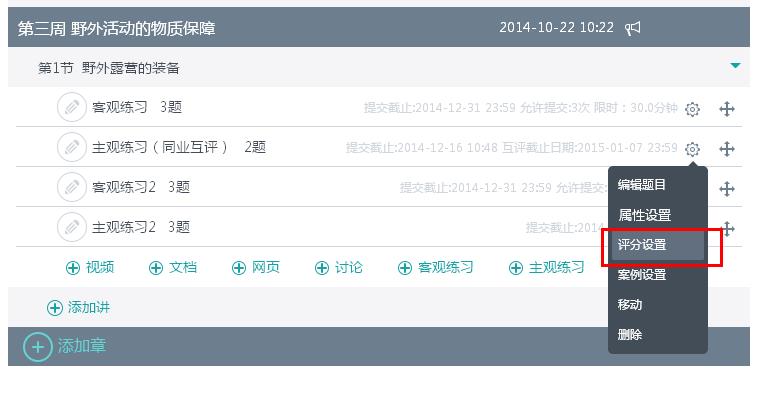 第三周 野外活动的物质保障 2014-10-22 10:22
第1节 野外露营的装备
客观练习 3题 提交截止:2014-12-31 23:59 允许提交:3次 限时：30.0分钟
主观练习（同业互评） 2题 提交截止:2014-12-16 10:48 互评截止日期:2015-01-07 23:59
客观练习2 3题 提交截止:2014-12-31 23:59 允许提交:
主观练习2 3题 提交截止:2014
编辑题目
属性设置
评分设置
案例设置
移动
删除
视频 文档 网页 讨论 客观练习 主观练习
添加讲
添加章